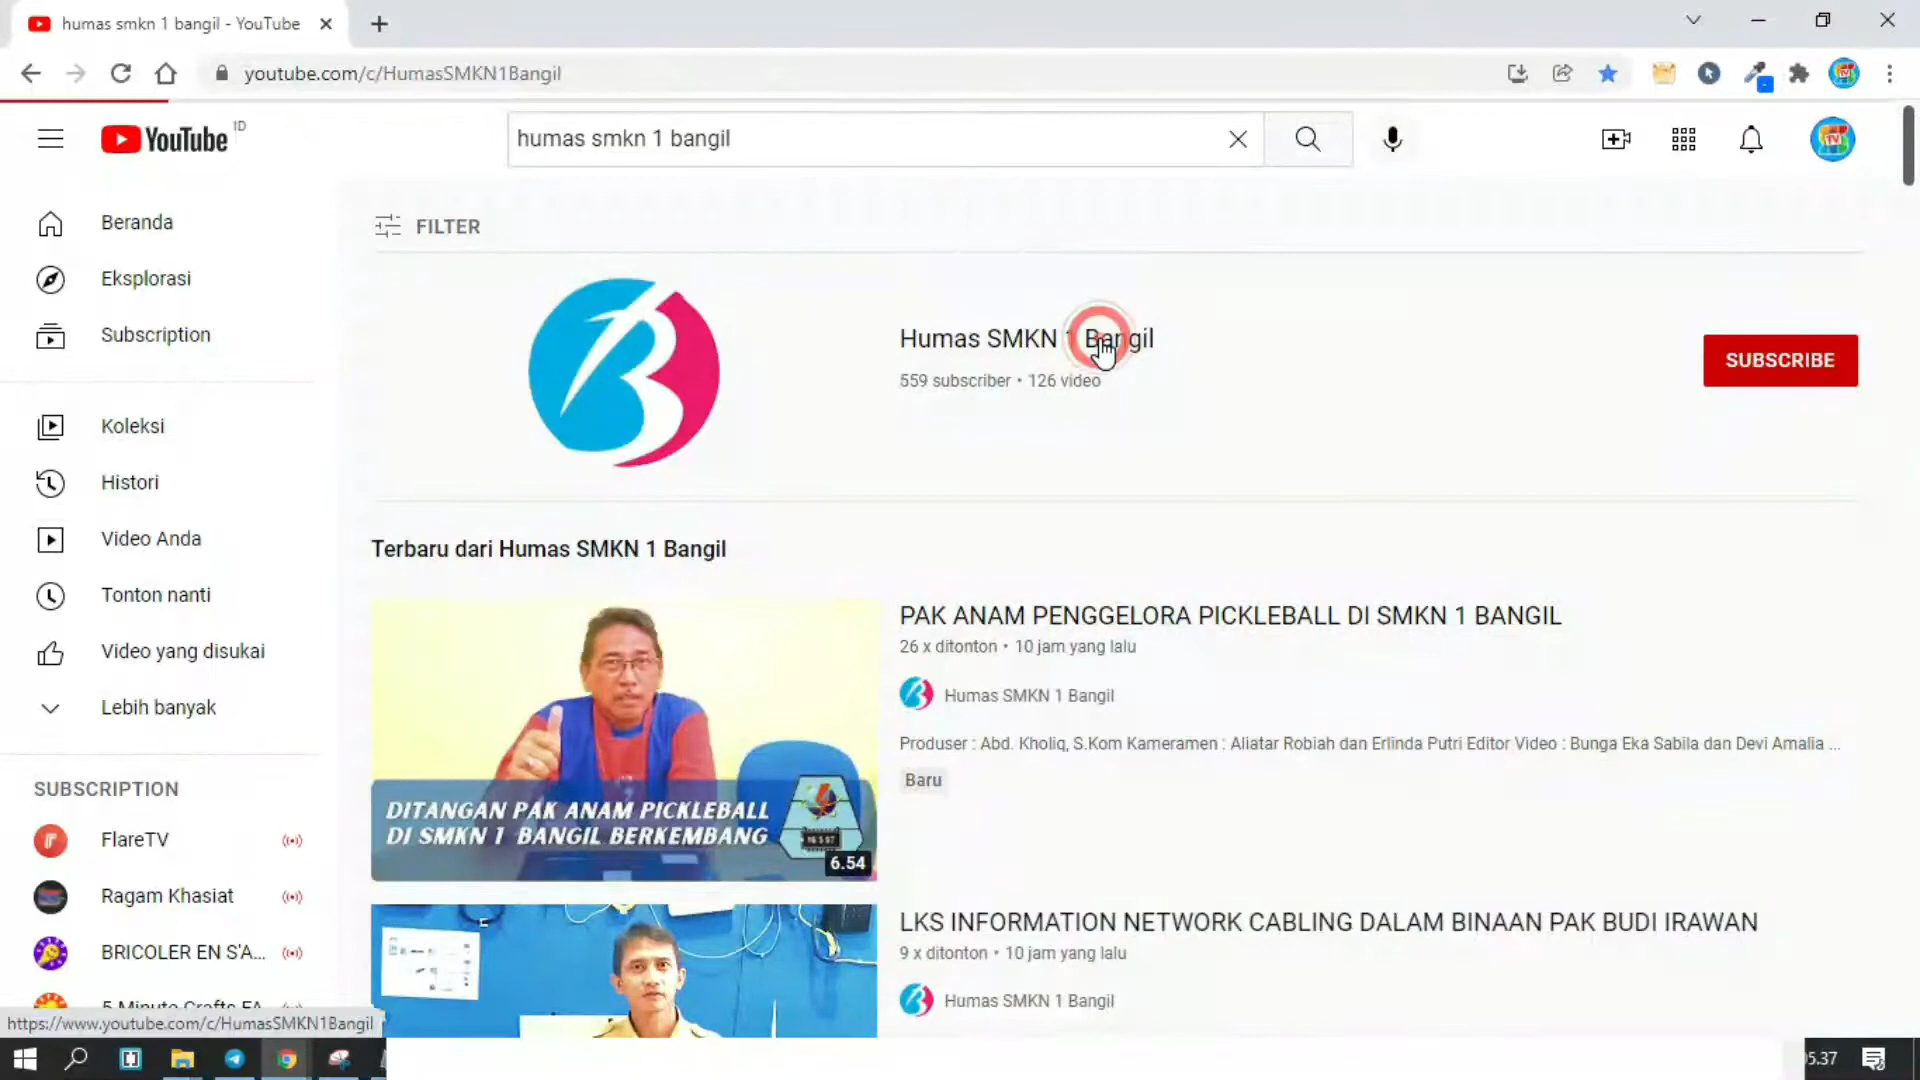 humas smkn 1 bangil - YouTube
youtube.com/c/HumasSMKN1Bangil
YouTube ID
humas smkn 1 bangil
Beranda
Eksplorasi
Subscription
Koleksi
Histori
Video Anda
Tonton nanti
Video yang disukai
Lebih banyak
SUBSCRIPTION
FlareTV
Ragam Khasiat
BRICOLER EN S'A...
5-Minute Crafts FA
https://www.youtube.com/c/HumasSMKN1Bangil
FILTER
Humas SMKN 1 Bangil
559 subscriber • 126 video
SUBSCRIBE
Terbaru dari Humas SMKN 1 Bangil
DITANGAN PAK ANAM PICKLEBALL
DI SMKN 1 BANGIL BERKEMBANG
6.54
PAK ANAM PENGGELORA PICKLEBALL DI SMKN 1 BANGIL
26 x ditonton • 10 jam yang lalu
Humas SMKN 1 Bangil
Produser : Abd. Kholiq, S.Kom Kameramen : Aliatar Robiah dan Erlinda Putri Editor Video : Bunga Eka Sabila dan Devi Amalia ...
Baru
LKS INFORMATION NETWORK CABLING DALAM BINAAN PAK BUDI IRAWAN
9 x ditonton • 10 jam yang lalu
Humas SMKN 1 Bangil
5.37